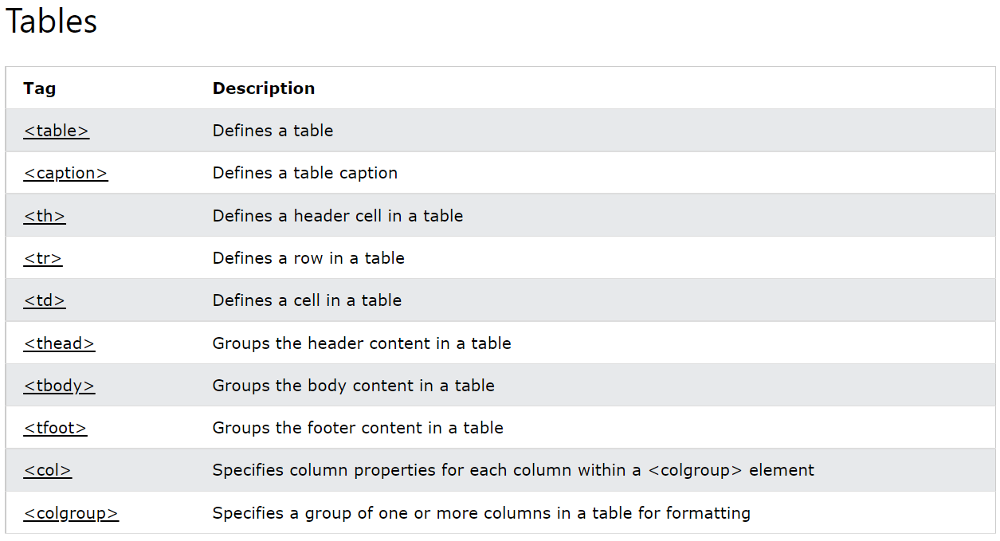 Tables
Tag Description
<table> Defines a table
<caption> Defines a table caption
<th> Defines a header cell in a table
<tr> Defines a row in a table
<td> Defines a cell in a table
<thead> Groups the header content in a table
<tbody> Groups the body content in a table
<tfoot> Groups the footer content in a table
<col> Specifies column properties for each column within a <colgroup> element
<colgroup> Specifies a group of one or more columns in a table for formatting